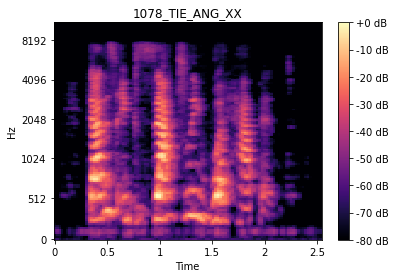 1078_TIE_ANG_XX
Hz
8192
4096
2048
1024
512
0
0 0.5 1 1.5 2 2.5
Time
+0 dB
-10 dB
-20 dB
-30 dB
-40 dB
-50 dB
-60 dB
-70 dB
-80 dB